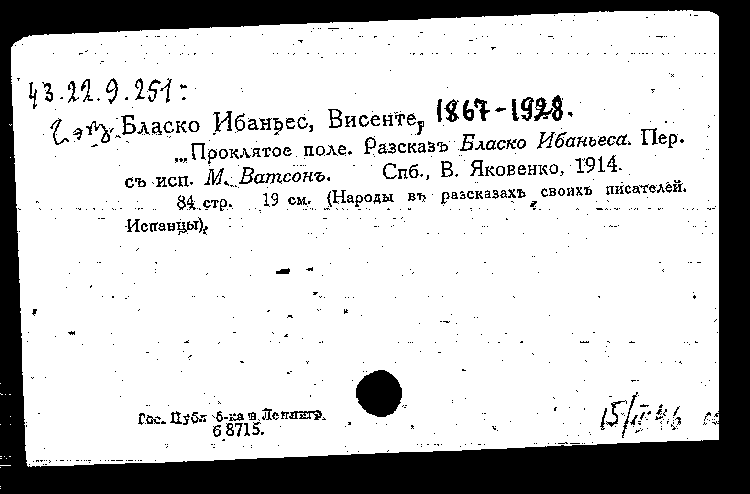 43.22.9.251:
Бласко Ибаньес, Висенте, 1867-1928.
...Проклятое поле. Разсказъ Бласко Ибаньеса. Пер.
съ исп. М. Ватсонъ. Спб., В. Яковенко, 1914.
84 стр. 19 см. (Народы въ разсказахъ своихъ писателей.
Испанцы).
Гос. Публ. б-ка в Ленингр.
б 8715.